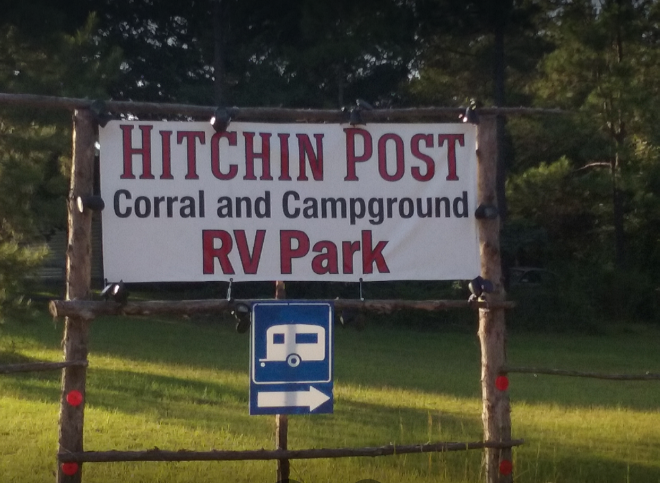 HITCHIN POST
Corral and Campground
RV Park